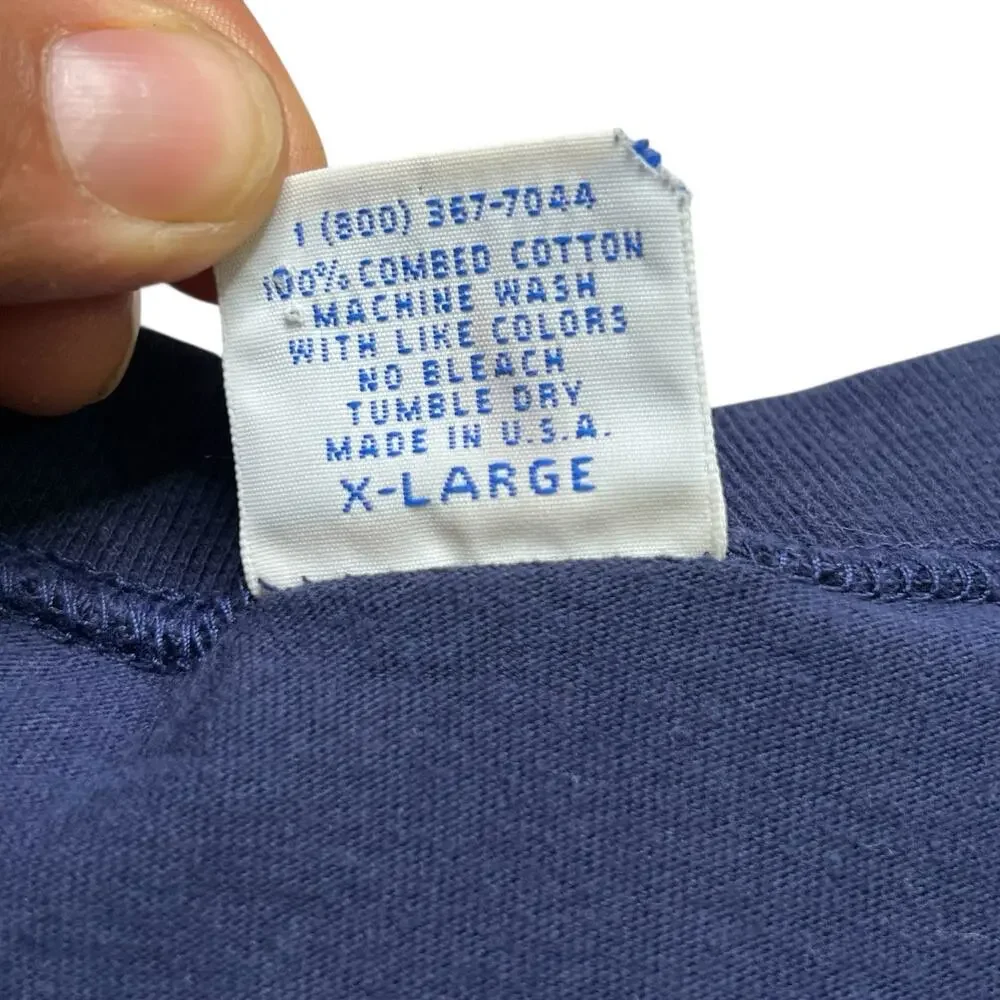 1 (800) 367-7044
100% COMBED COTTON
MACHINE WASH
WITH LIKE COLORS
NO BLEACH
TUMBLE DRY
MADE IN U.S.A.
X-LARGE